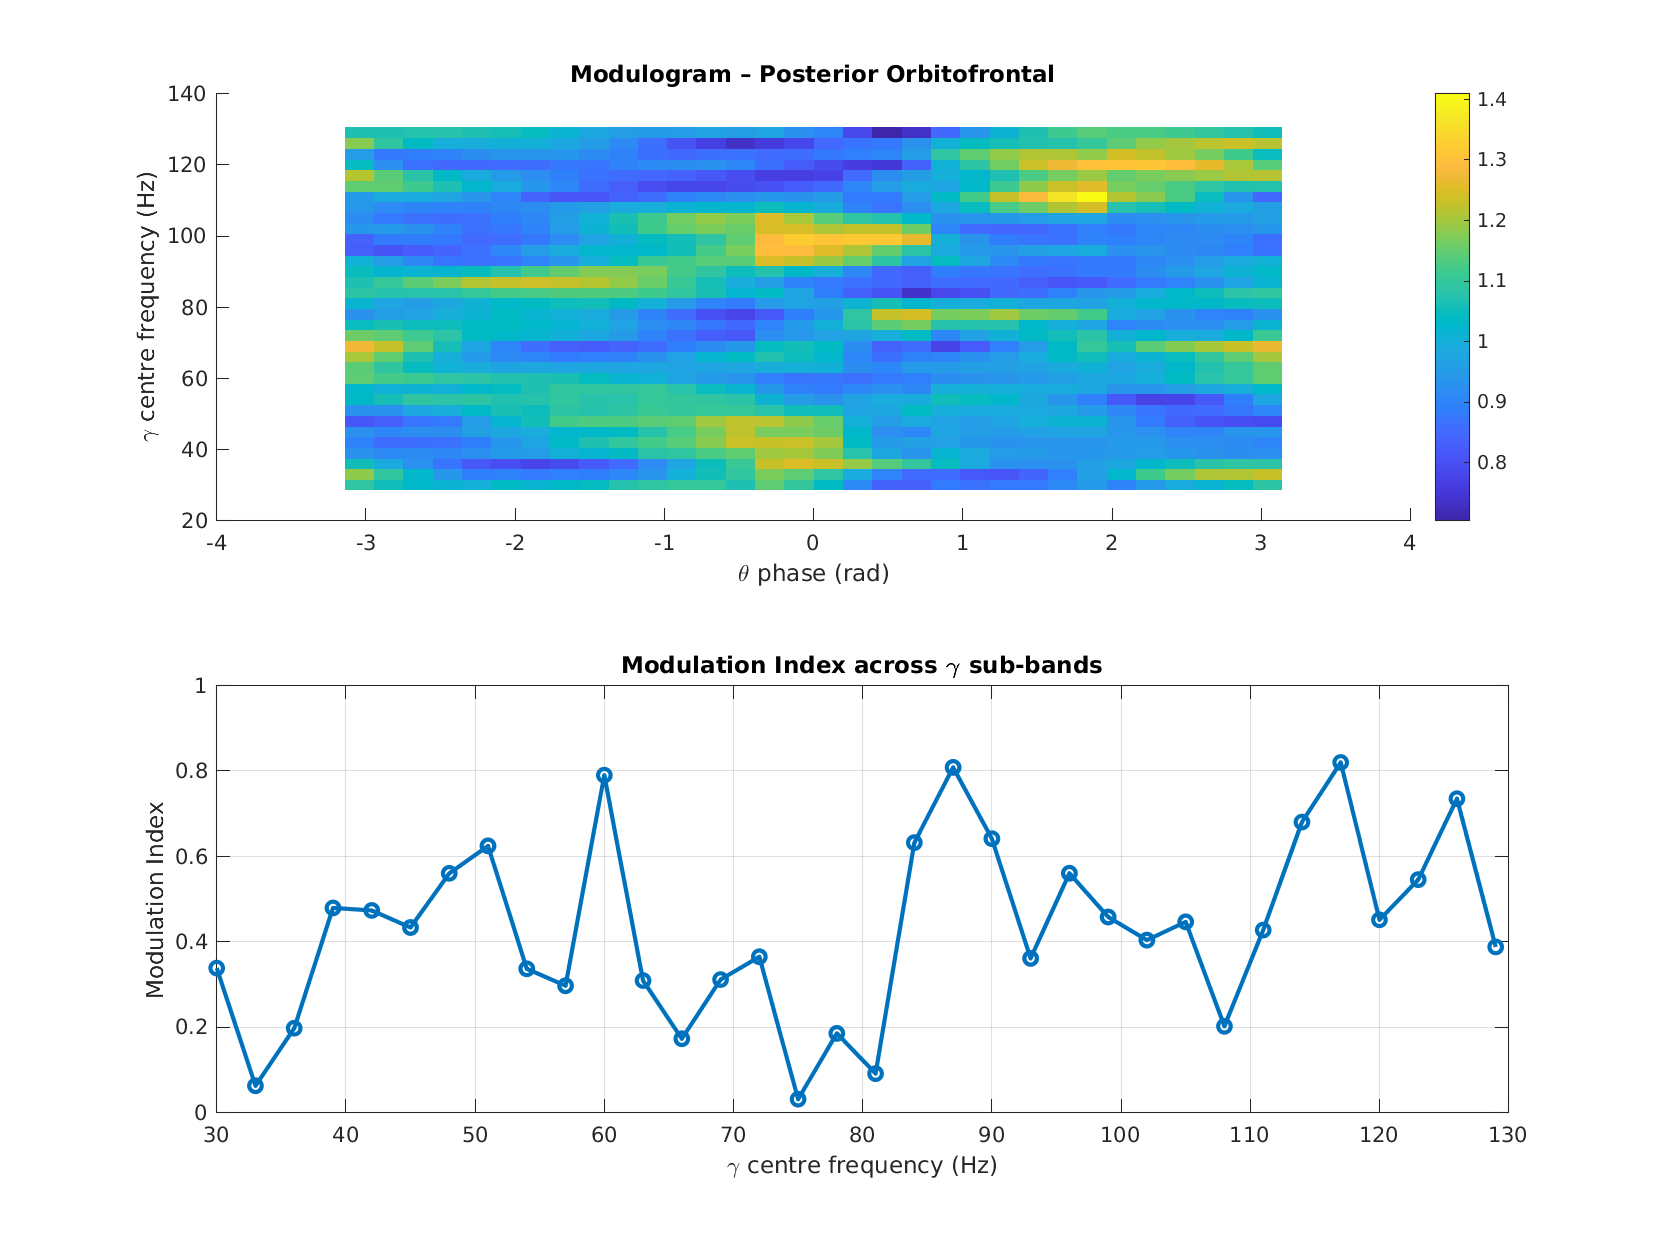 Modulogram – Posterior Orbitofrontal
γ centre frequency (Hz)
140
120
100
80
60
40
20
-4 -3 -2 -1 0 1 2 3 4
θ phase (rad)
1.4
1.3
1.2
1.1
1
0.9
0.8
Modulation Index across γ sub-bands
Modulation Index
1
0.8
0.6
0.4
0.2
0
30 40 50 60 70 80 90 100 110 120 130
γ centre frequency (Hz)